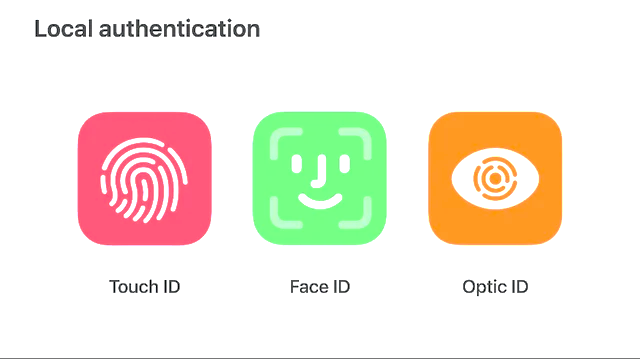 Local authentication
Touch ID
Face ID
Optic ID